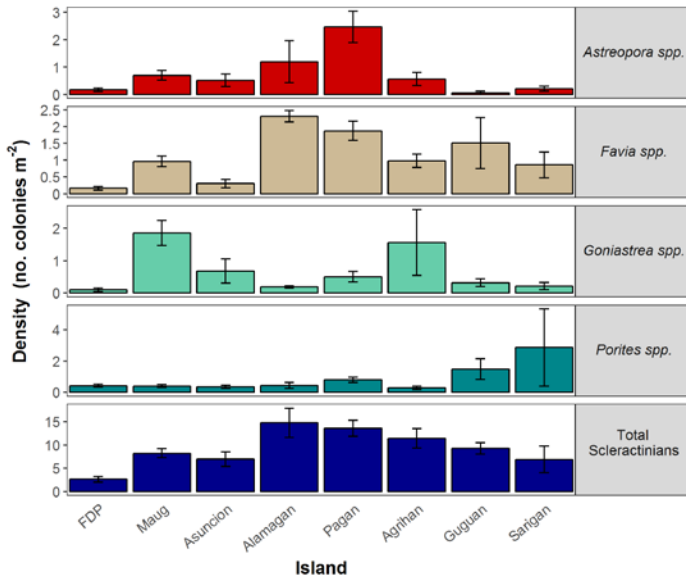 Density (no. colonies m⁻²)
3
2
1
0
Astreopora spp.
2.5
2
1.5
1
0.5
0
Favia spp.
2
1
0
Goniastrea spp.
4
2
0
Porites spp.
15
10
5
0
Total
Scleractinians
FDP
Maug
Asuncion
Alamagan
Pagan
Agrihan
Guguan
Sarigan
Island